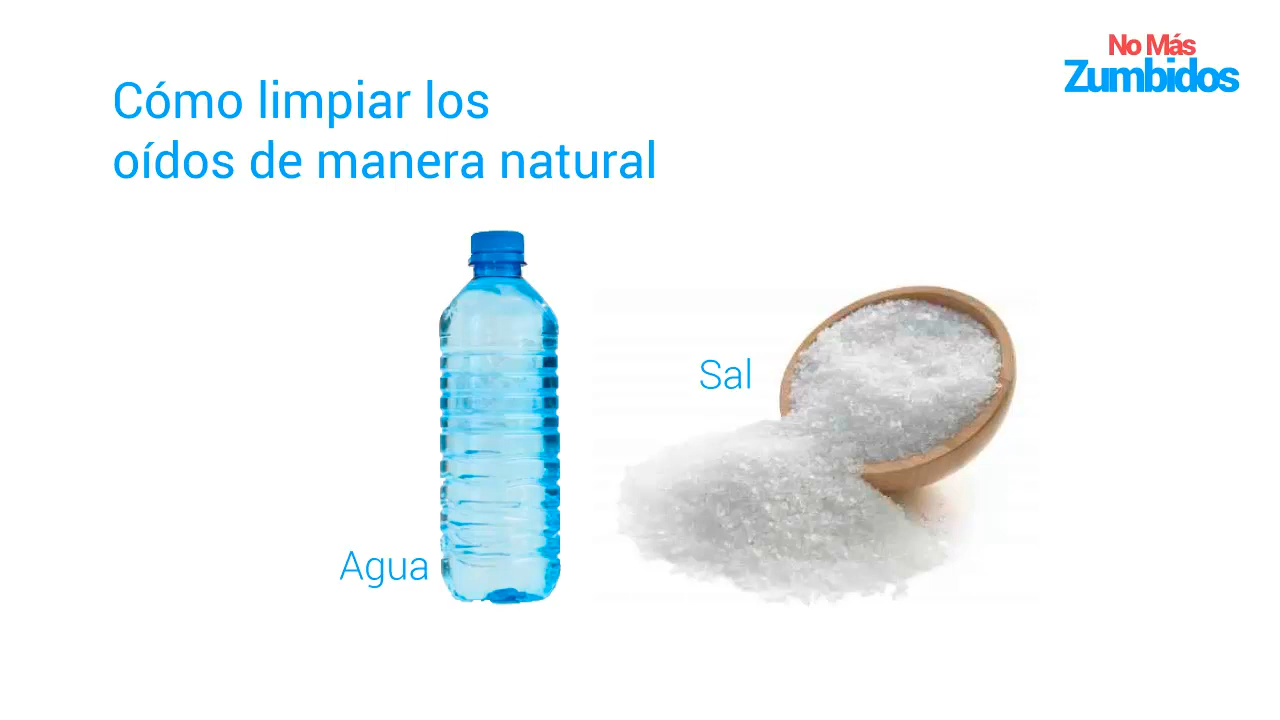 No Más
Zumbidos
Cómo limpiar los
oídos de manera natural
Sal
Agua